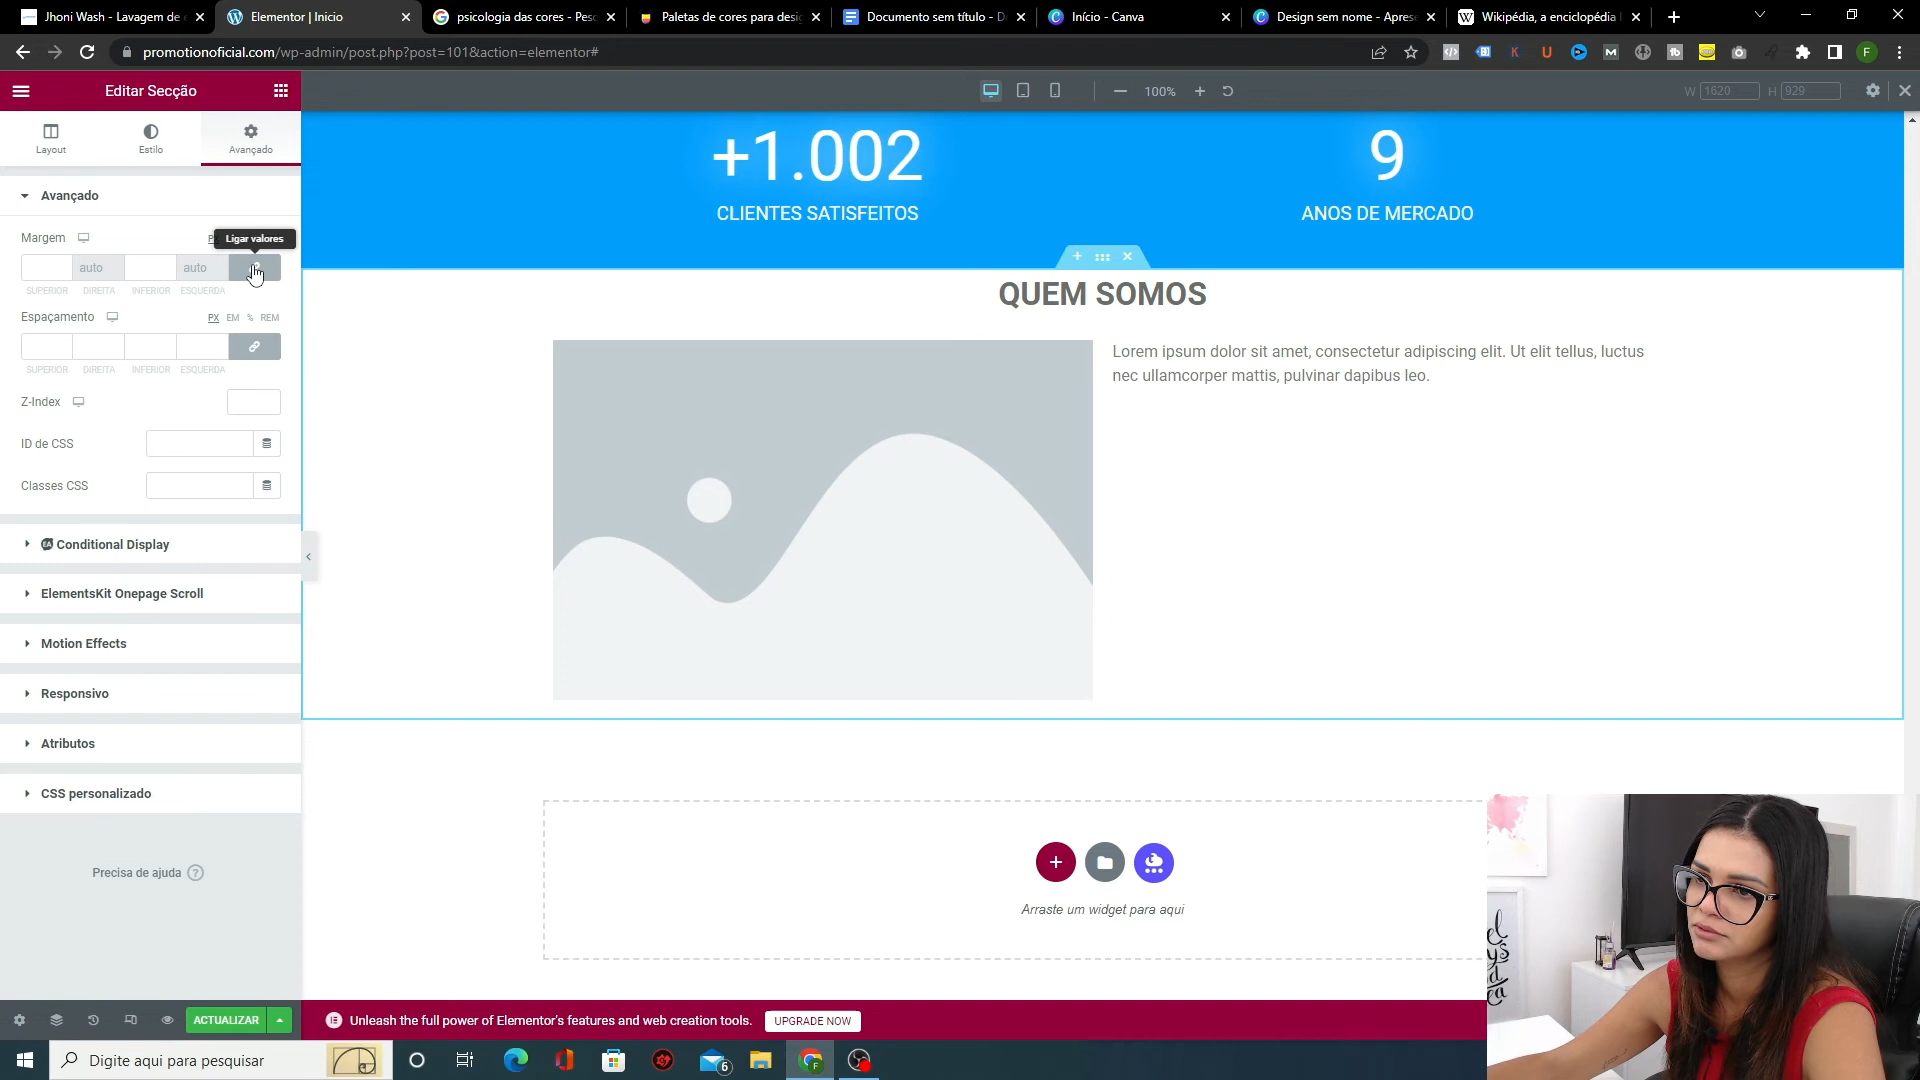 Jhoni Wash - Lavagem de
Elementor | Inicio
psicologia das cores - Pes
Paletas de cores para desi
Documento sem título - D
Início - Canva
Design sem nome - Aprese
Wikipédia, a enciclopédia
promotionoficial.com/wp-admin/post.php?post=101&action=elementor#
Editar Secção
100%
W 1620 H 929
Layout
Estilo
Avançado
Avançado
Margem
Ligar valores
auto
auto
SUPERIOR DIREITA INFERIOR ESQUERDA
Espaçamento
PX EM % REM
SUPERIOR DIREITA INFERIOR ESQUERDA
Z-Index
ID de CSS
Classes CSS
Conditional Display
ElementsKit Onepage Scroll
Motion Effects
Responsivo
Atributos
CSS personalizado
Precisa de ajuda
ACTUALIZAR
+1.002
CLIENTES SATISFEITOS
9
ANOS DE MERCADO
QUEM SOMOS
Lorem ipsum dolor sit amet, consectetur adipiscing elit. Ut elit tellus, luctus
nec ullamcorper mattis, pulvinar dapibus leo.
Arraste um widget para aqui
Unleash the full power of Elementor's features and web creation tools.
UPGRADE NOW
Digite aqui para pesquisar
6